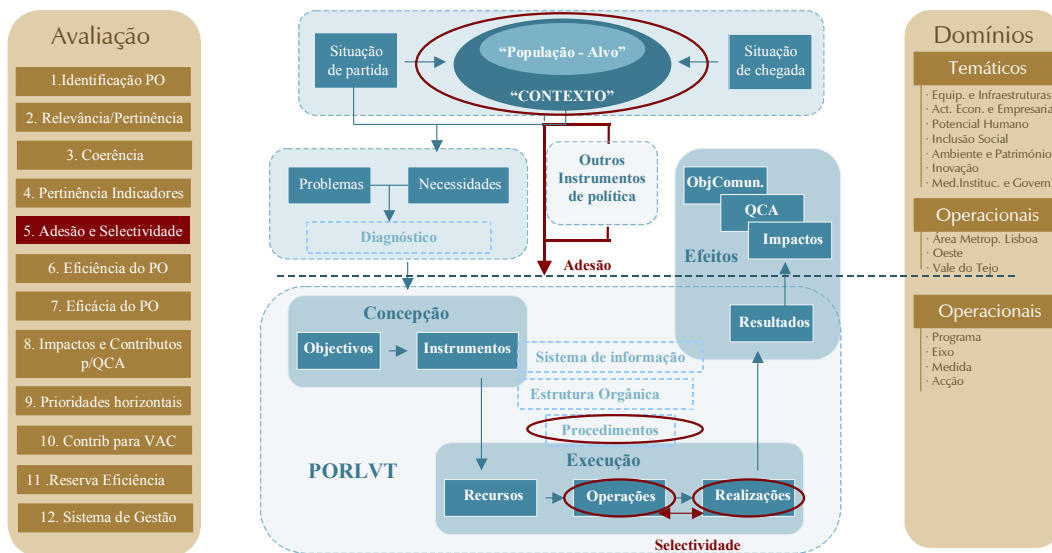 Avaliação
1.Identificação PO
2. Relevância/Pertinência
3. Coerência
4. Pertinência Indicadores
5. Adesão e Selectividade
6. Eficiência do PO
7. Eficácia do PO
8. Impactos e Contributos
p/QCA
9. Prioridades horizontais
10. Contrib para VAC
11 .Reserva Eficiência
12. Sistema de Gestão
Situação
de partida
“População - Alvo”
“CONTEXTO”
Situação
de chegada
Problemas
Necessidades
Diagnóstico
Outros
Instrumentos
de política
Adesão
ObjComun.
QCA
Impactos
Efeitos
Resultados
Concepção
Objectivos
Instrumentos
Sistema de informação
Estrutura Orgânica
Procedimentos
PORLVT
Execução
Recursos
Operações
Realizações
Selectividade
Domínios
Temáticos
· Equip. e Infraestruturas
· Act. Econ. e Empresaria
· Potencial Humano
· Inclusão Social
· Ambiente e Património
· Inovação
· Med.Instituc. e Govern.
Operacionais
· Área Metrop. Lisboa
· Oeste
· Vale do Tejo
Operacionais
· Programa
· Eixo
· Medida
· Acção